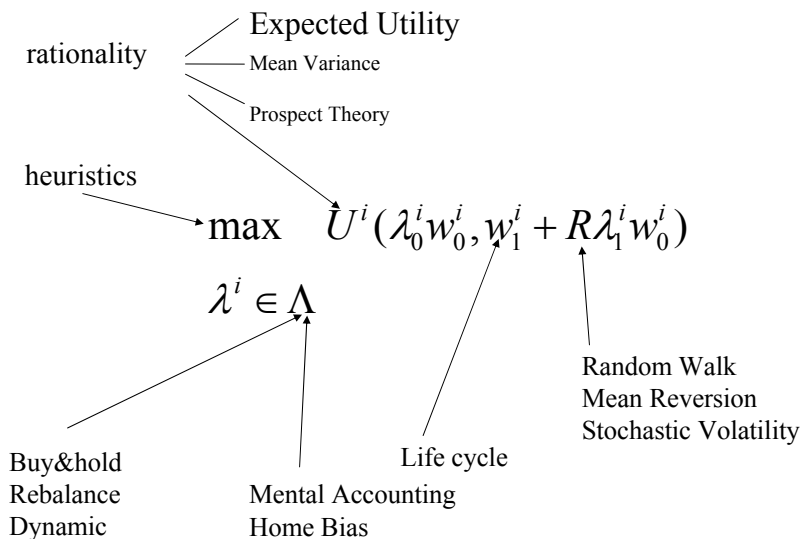 Expected Utility
rationality
Mean Variance
Prospect Theory
heuristics
max U^i(λ_0^i w_0^i, w_1^i + Rλ_1^i w_0^i)
λ^i ∈ Λ
Random Walk
Mean Reversion
Stochastic Volatility
Life cycle
Buy&hold
Rebalance
Dynamic
Mental Accounting
Home Bias